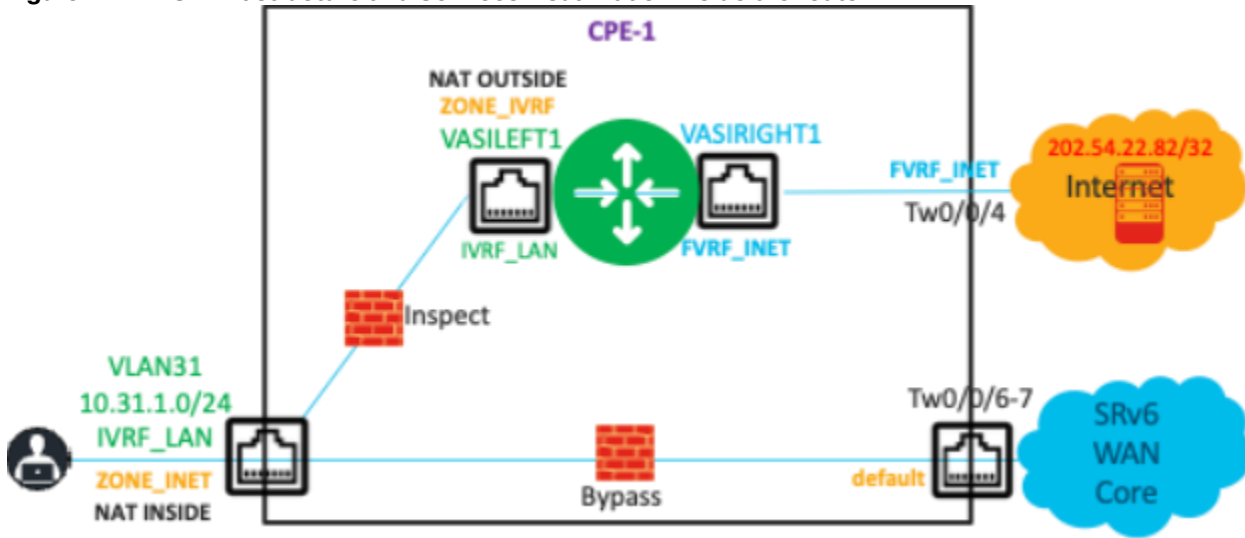 CPE-1
NAT OUTSIDE
ZONE_IVRF
VASILEFT1
VASIRIGHT1
IVRF_LAN
FVRF_INET
FVRF_INET
Tw0/0/4
202.54.22.82/32
Internet
Inspect
VLAN31
10.31.1.0/24
IVRF_LAN
ZONE_INET
NAT INSIDE
Bypass
Tw0/0/6-7
default
SRv6
WAN
Core